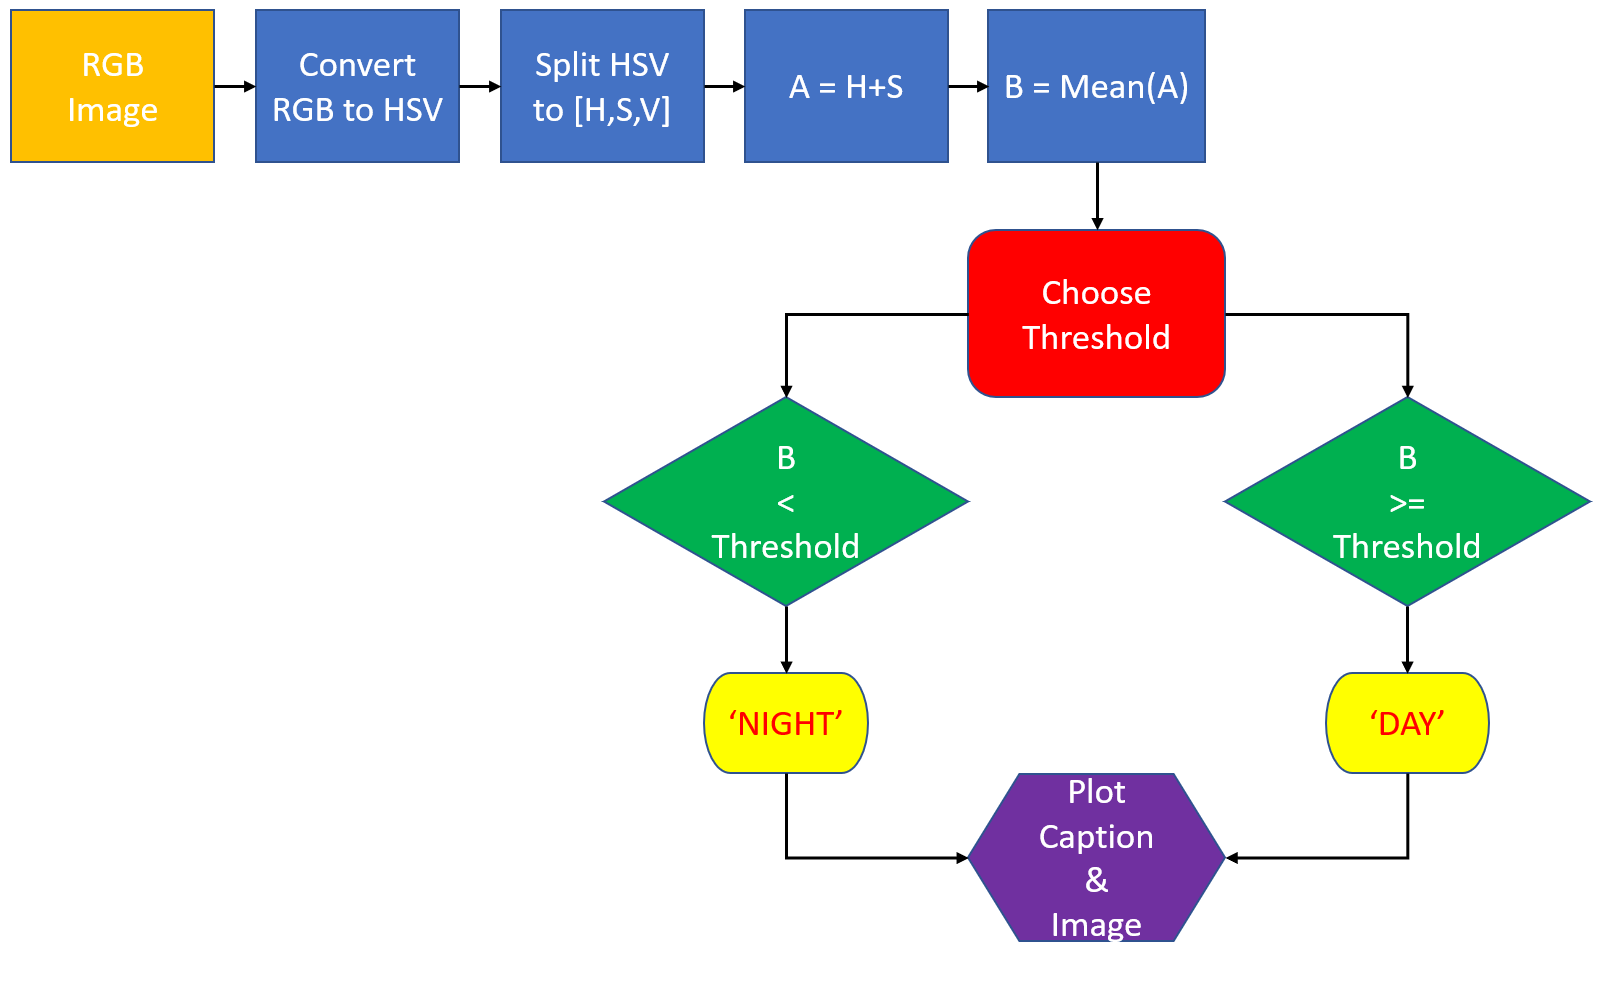 RGB
Image
Convert
RGB to HSV
Split HSV
to [H,S,V]
A = H+S
B = Mean(A)
Choose
Threshold
B
<
Threshold
B
>=
Threshold
‘NIGHT’
‘DAY’
Plot
Caption
&
Image